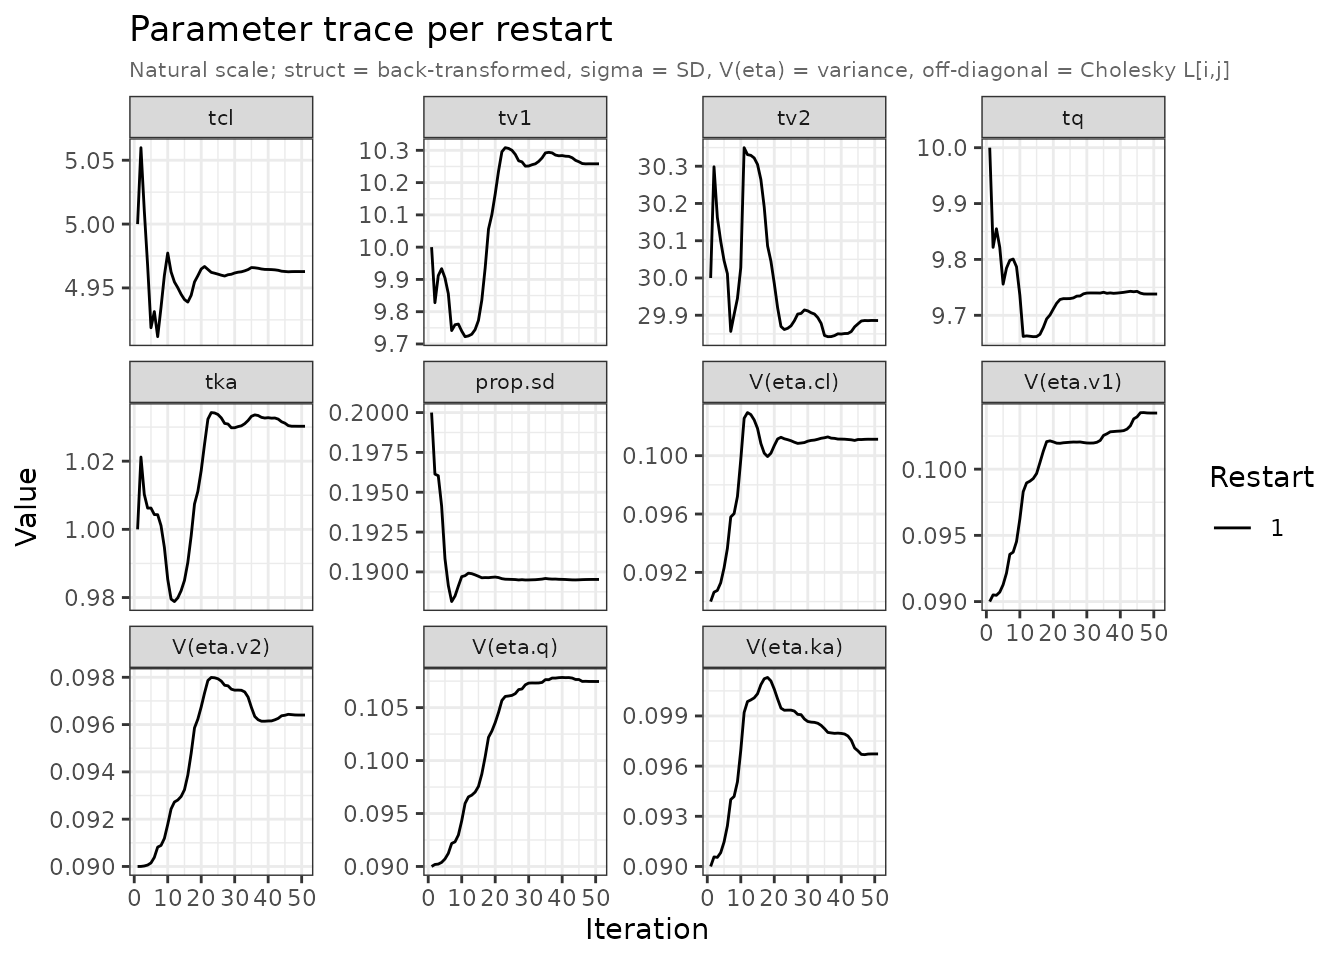 Parameter trace per restart
Natural scale; struct = back-transformed, sigma = SD, V(eta) = variance, off-diagonal = Cholesky L[i,j]
tcl
tv1
tv2
tq
5.05
5.00
4.95
10.3
10.2
10.1
10.0
9.9
9.8
9.7
30.3
30.2
30.1
30.0
29.9
10.0
9.9
9.8
9.7
tka
prop.sd
V(eta.cl)
V(eta.v1)
1.02
1.00
0.98
0.2000
0.1975
0.1950
0.1925
0.1900
0.100
0.096
0.092
0.100
0.095
0.090
0 10 20 30 40 50
V(eta.v2)
V(eta.q)
V(eta.ka)
0.098
0.096
0.094
0.092
0.090
0.105
0.100
0.095
0.090
0.099
0.096
0.093
0.090
0 10 20 30 40 50
0 10 20 30 40 50
0 10 20 30 40 50
Iteration
Value
Restart
1